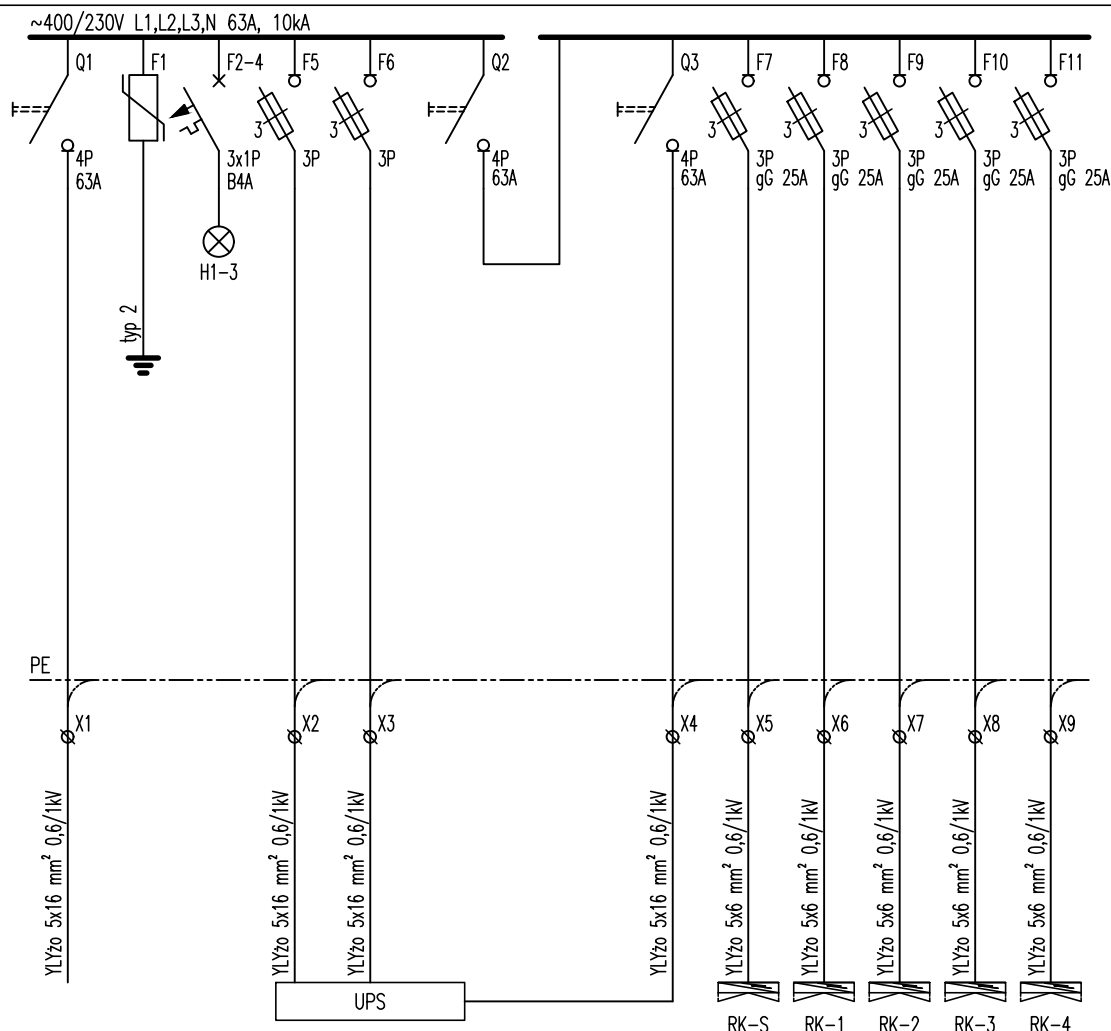 ~400/230V L1,L2,L3,N 63A, 10kA
Q1
F1
F2-4
F5
F6
Q2
Q3
F7
F8
F9
F10
F11
3
3
3
3
3
3
3
4P
63A
3x1P
B4A
3P
3P
4P
63A
4P
63A
3P
gG 25A
3P
gG 25A
3P
gG 25A
3P
gG 25A
3P
gG 25A
H1-3
typ 2
PE
X1
X2
X3
X4
X5
X6
X7
X8
X9
YLYżo 5x16 mm² 0,6/1kV
YLYżo 5x16 mm² 0,6/1kV
YLYżo 5x16 mm² 0,6/1kV
YLYżo 5x16 mm² 0,6/1kV
YLYżo 5x6 mm² 0,6/1kV
YLYżo 5x6 mm² 0,6/1kV
YLYżo 5x6 mm² 0,6/1kV
YLYżo 5x6 mm² 0,6/1kV
YLYżo 5x6 mm² 0,6/1kV
UPS
RK-S
RK-1
RK-2
RK-3
RK-4